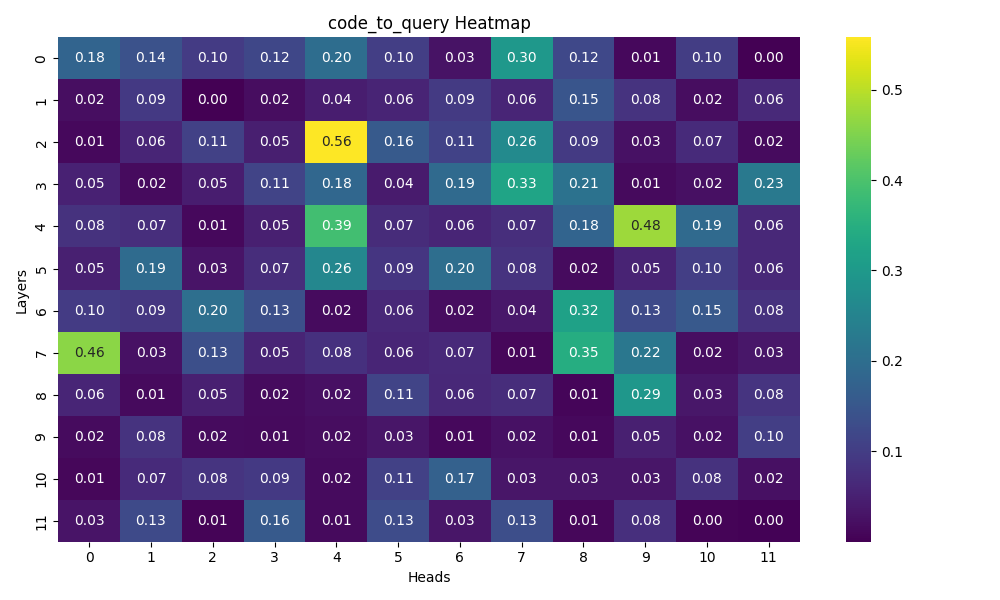 code_to_query Heatmap
0 0.18 0.14 0.10 0.12 0.20 0.10 0.03 0.30 0.12 0.01 0.10 0.00
1 0.02 0.09 0.00 0.02 0.04 0.06 0.09 0.06 0.15 0.08 0.02 0.06
2 0.01 0.06 0.11 0.05 0.56 0.16 0.11 0.26 0.09 0.03 0.07 0.02
3 0.05 0.02 0.05 0.11 0.18 0.04 0.19 0.33 0.21 0.01 0.02 0.23
4 0.08 0.07 0.01 0.05 0.39 0.07 0.06 0.07 0.18 0.48 0.19 0.06
5 0.05 0.19 0.03 0.07 0.26 0.09 0.20 0.08 0.02 0.05 0.10 0.06
6 0.10 0.09 0.20 0.13 0.02 0.06 0.02 0.04 0.32 0.13 0.15 0.08
7 0.46 0.03 0.13 0.05 0.08 0.06 0.07 0.01 0.35 0.22 0.02 0.03
8 0.06 0.01 0.05 0.02 0.02 0.11 0.06 0.07 0.01 0.29 0.03 0.08
9 0.02 0.08 0.02 0.01 0.02 0.03 0.01 0.02 0.01 0.05 0.02 0.10
10 0.01 0.07 0.08 0.09 0.02 0.11 0.17 0.03 0.03 0.03 0.08 0.02
11 0.03 0.13 0.01 0.16 0.01 0.13 0.03 0.13 0.01 0.08 0.00 0.00
0 1 2 3 4 5 6 7 8 9 10 11
Heads
Layers
0.5
0.4
0.3
0.2
0.1